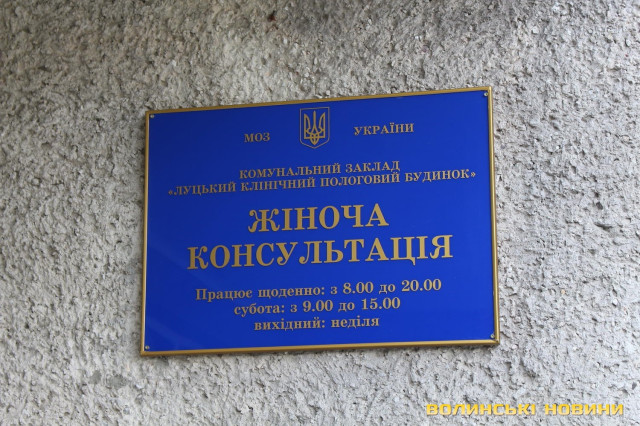 МОЗ УКРАЇНИ
КОМУНАЛЬНИЙ ЗАКЛАД
«ЛУЦЬКИЙ КЛІНІЧНИЙ ПОЛОГОВИЙ БУДИНОК»
ЖІНОЧА
КОНСУЛЬТАЦІЯ
Працює щоденно: з 8.00 до 20.00
субота: з 9.00 до 15.00
вихідний: неділя
ВОЛИНСЬКІ НОВИНИ